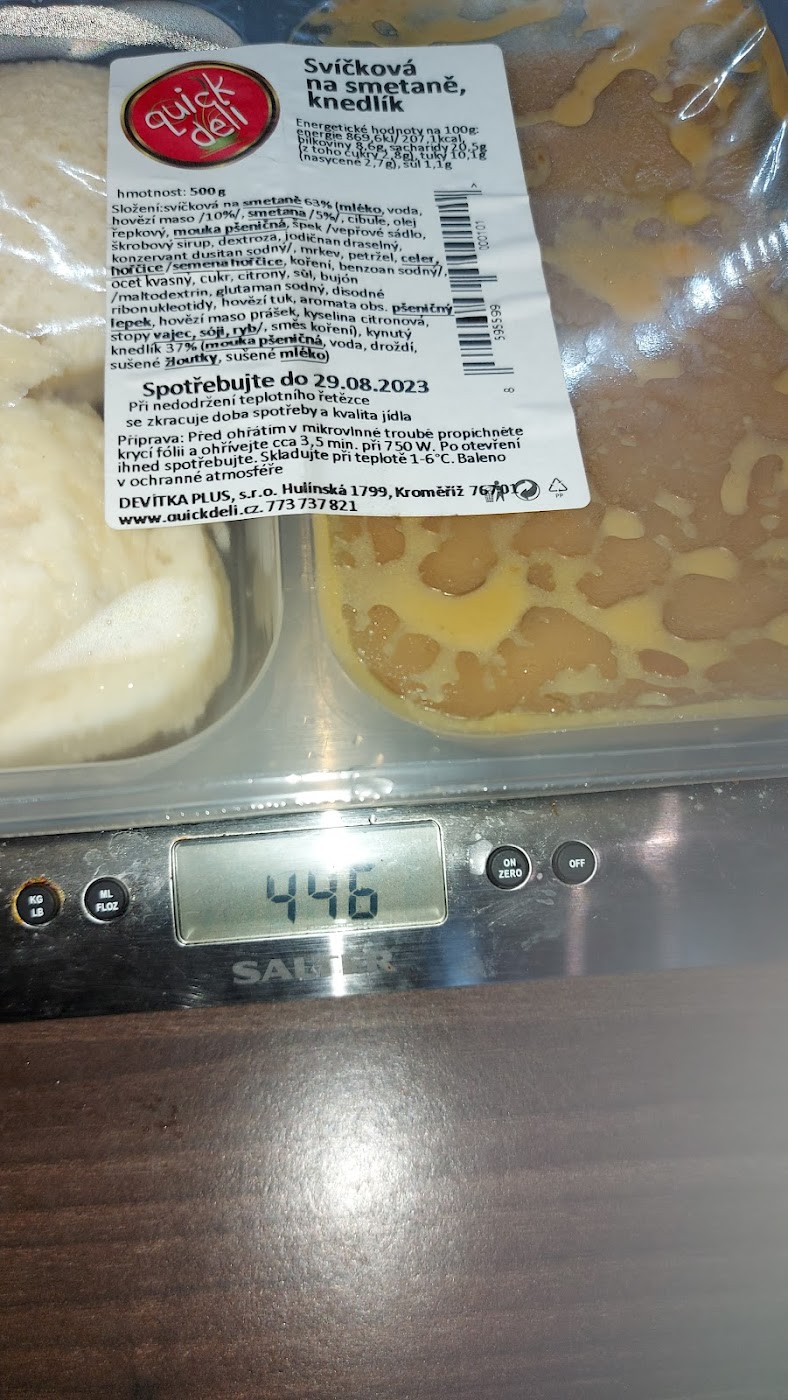 quick
deli
Svíčková
na smetaně,
knedlík
Energetické hodnoty na 100g:
energie 869,6kJ/ 207,1kcal
bílkoviny 8,6g, sacharidy 20,5g
(z toho cukry 2,8g), tuky 10,1g
(nasycené 2,7g), sůl 1,1g
hmotnost: 500g
Složení:svíčková na smetaně 63% (mléko, voda,
hovězí maso /10%/, smetana /5%/, cibule, olej
řepkový, mouka pšeničná, špek /vepřové sádlo,
škrobový sirup, dextroza, jodičnan draselný,
konzervant dusitan sodný/, mrkev, petržel, celer,
hořčice /semena hořčice, koření, benzoan sodný/,
ocet kvasný, cukr, citrony, sůl, bujón
/maltodextrin, glutaman sodný, disodné
ribonukleotidy, hovězí tuk, aromata obs. pšeničný
lepek, hovězí maso prášek, kyselina citronová,
stopy vajec, sóji, ryb/, směs koření), kynutý
knedlík 37% (mouka pšeničná, voda, droždí,
sušené žloutky, sušené mléko)
000101
595599
8
Spotřebujte do 29.08.2023
Při nedodržení teplotního řetězce
se zkracuje doba spotřeby a kvalita jídla
Příprava: Před ohřátím v mikrovlnné troubě propichněte
krycí fólii a ohřívejte cca 3,5 min. při 750 W. Po otevření
ihned spotřebujte. Skladujte při teplotě 1-6°C. Baleno
v ochranné atmosféře
DEVÍTKA PLUS, s.r.o. Hulínská 1799, Kroměříž 76701
www.quickdeli.cz. 773 737 821
PP
KG
LB
ML
FLOZ
446
ON
ZERO
OFF
SALTER